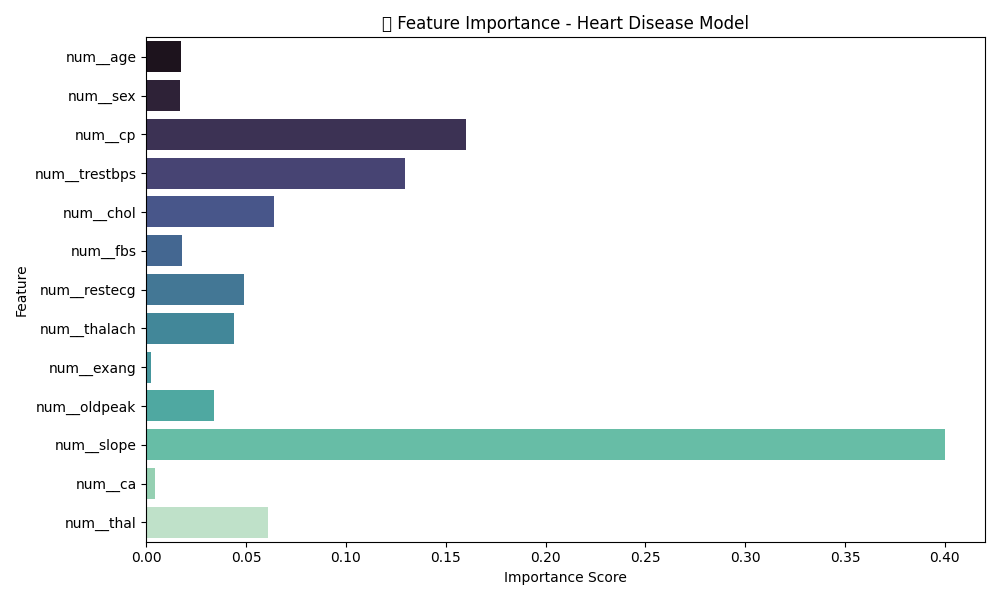 Feature Importance - Heart Disease Model
num__age
num__sex
num__cp
num__trestbps
num__chol
num__fbs
num__restecg
num__thalach
num__exang
num__oldpeak
num__slope
num__ca
num__thal
Feature
0.00 0.05 0.10 0.15 0.20 0.25 0.30 0.35 0.40
Importance Score